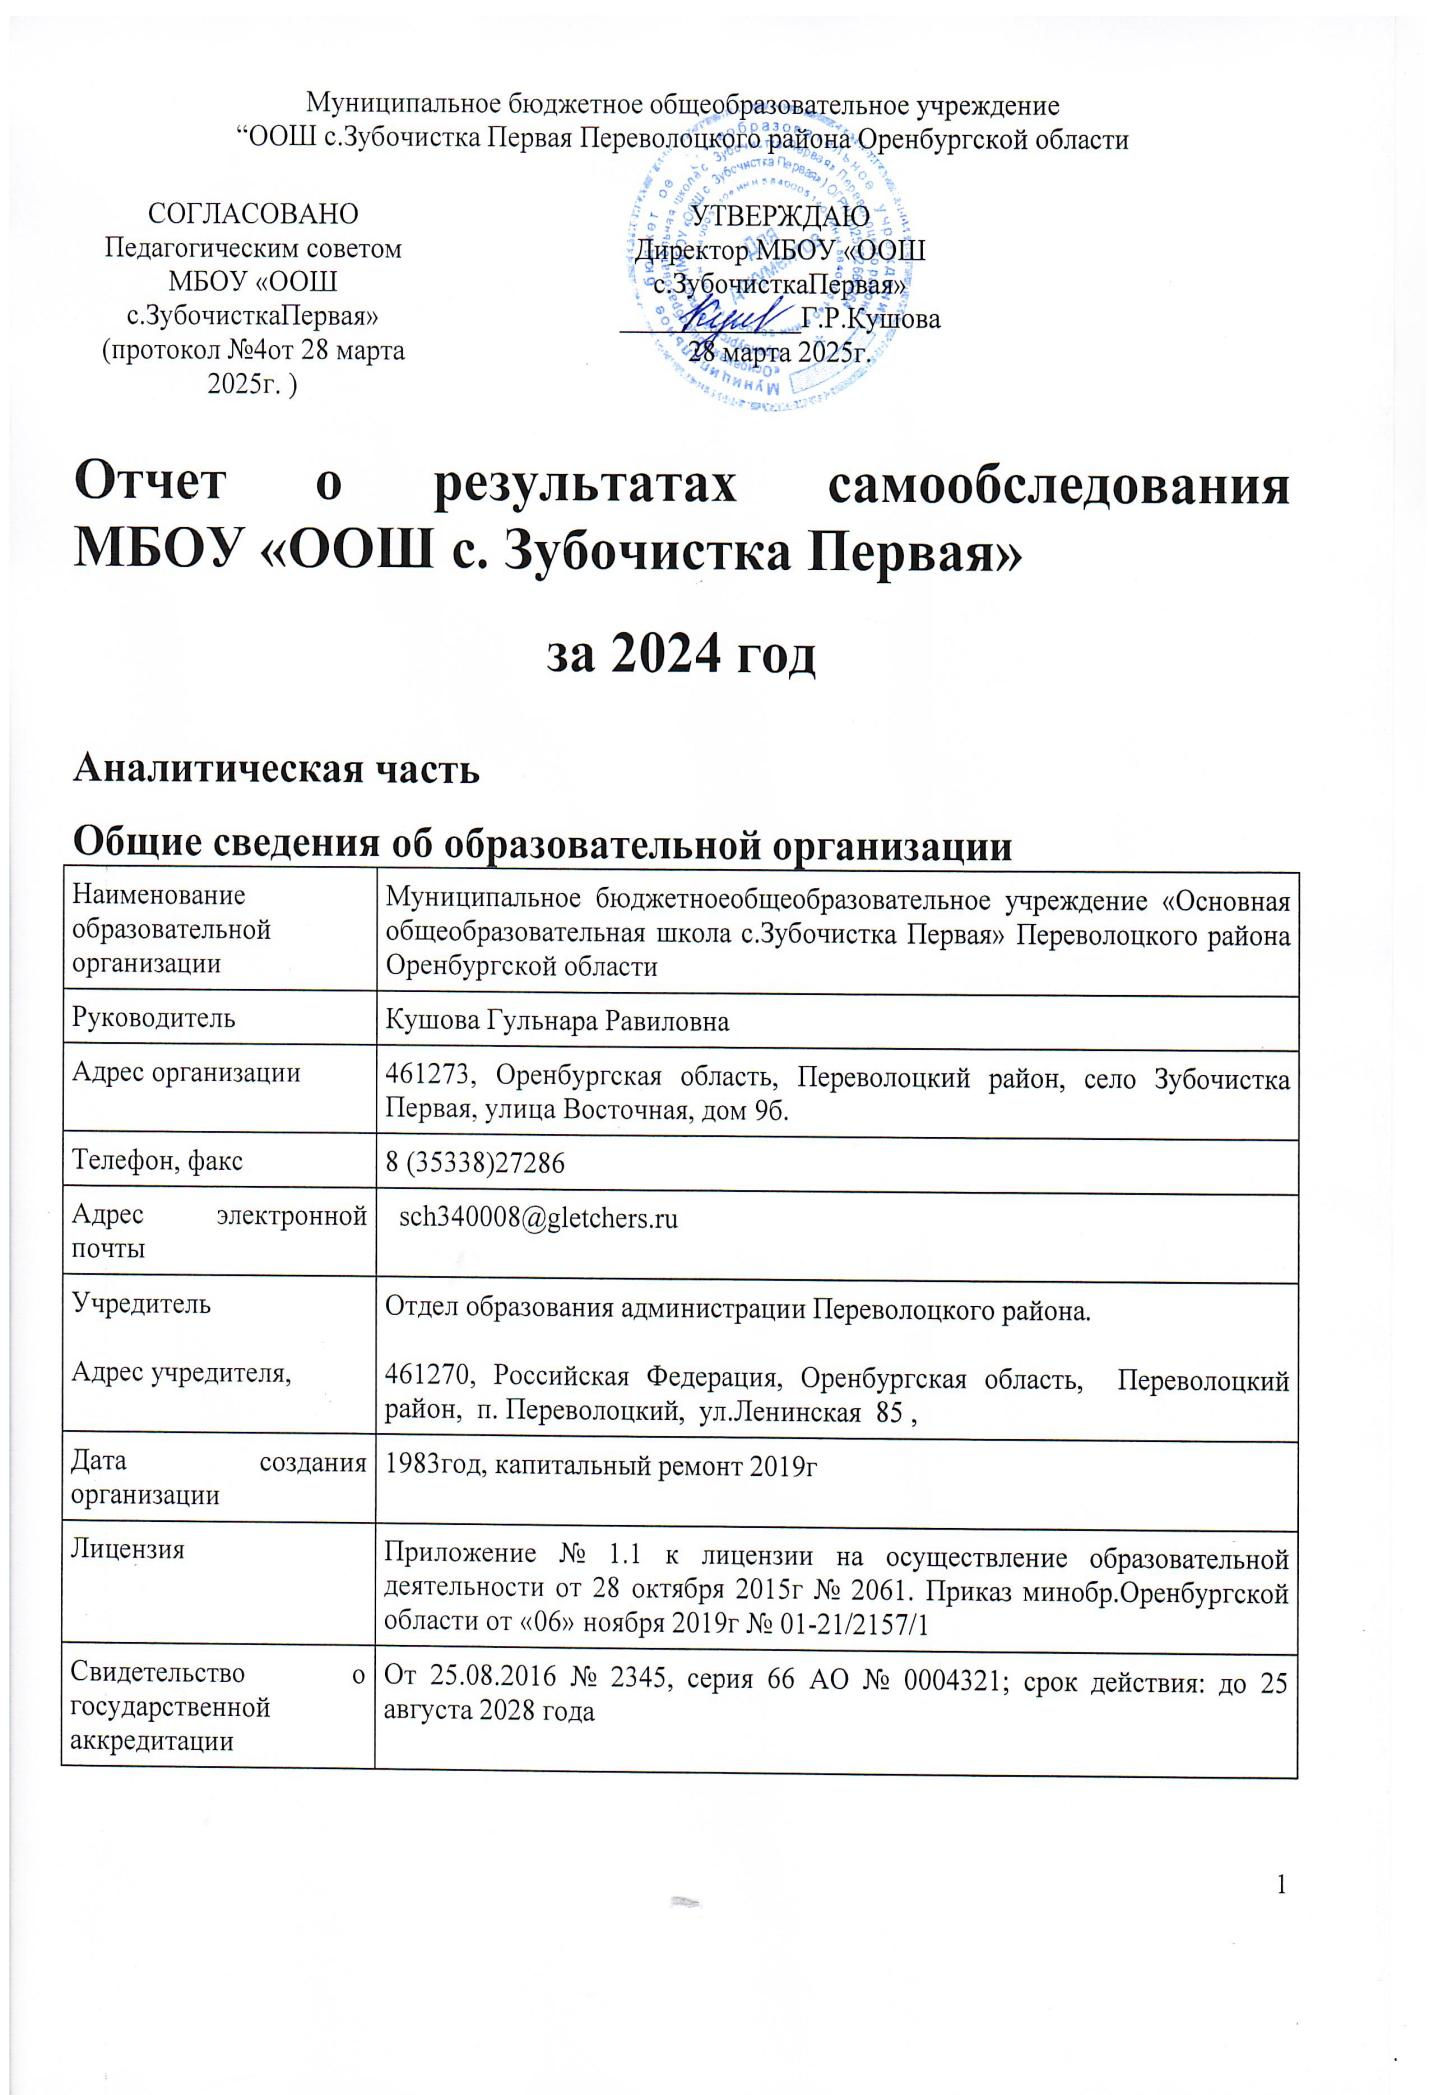 Муниципальное бюджетное общеобразовательное учреждение
“ООШ с.Зубочистка Первая Переволоцкого района Оренбургской области
СОГЛАСОВАНО
Педагогическим советом
МБОУ «ООШ
с.ЗубочисткаПервая»
(протокол №4от 28 марта
2025г. )
УТВЕРЖДАЮ
Директор МБОУ «ООШ
с.ЗубочисткаПервая»
Г.Р.Кушова
28 марта 2025г.
Для
документов
Отчет о результатах самообследования
МБОУ «ООШ с. Зубочистка Первая»
за 2024 год
Аналитическая часть
Общие сведения об образовательной организации
Наименование
образовательной
организации
Муниципальное бюджетноеобщеобразовательное учреждение «Основная
общеобразовательная школа с.Зубочистка Первая» Переволоцкого района
Оренбургской области
Руководитель
Кушова Гульнара Равиловна
Адрес организации
461273, Оренбургская область, Переволоцкий район, село Зубочистка
Первая, улица Восточная, дом 9б.
Телефон, факс
8 (35338)27286
Адрес электронной
почты
sch340008@gletchers.ru
Учредитель
Отдел образования администрации Переволоцкого района.
Адрес учредителя,
461270, Российская Федерация, Оренбургская область, Переволоцкий
район, п. Переволоцкий, ул.Ленинская 85 ,
Дата создания
организации
1983год, капитальный ремонт 2019г
Лицензия
Приложение № 1.1 к лицензии на осуществление образовательной
деятельности от 28 октября 2015г № 2061. Приказ минобр.Оренбургской
области от «06» ноября 2019г № 01-21/2157/1
Свидетельство о
государственной
аккредитации
От 25.08.2016 № 2345, серия 66 АО № 0004321; срок действия: до 25
августа 2028 года
1